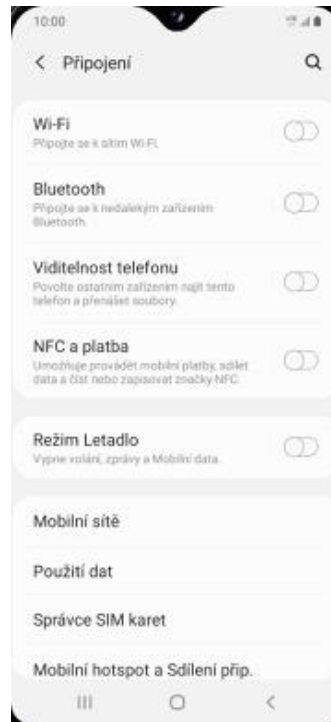 10:00
Připojení
Wi-Fi
Připojte se k sítím Wi-Fi.
Bluetooth
Připojte se k nedalekým zařízením
Bluetooth.
Viditelnost telefonu
Povolte ostatním zařízením najít tento
telefon a přenášet soubory.
NFC a platba
Umožňuje provádět mobilní platby, sdílet
data a číst nebo zapisovat značky NFC.
Režim Letadlo
Vypne volání, zprávy a Mobilní data.
Mobilní sítě
Použití dat
Správce SIM karet
Mobilní hotspot a Sdílení přip.